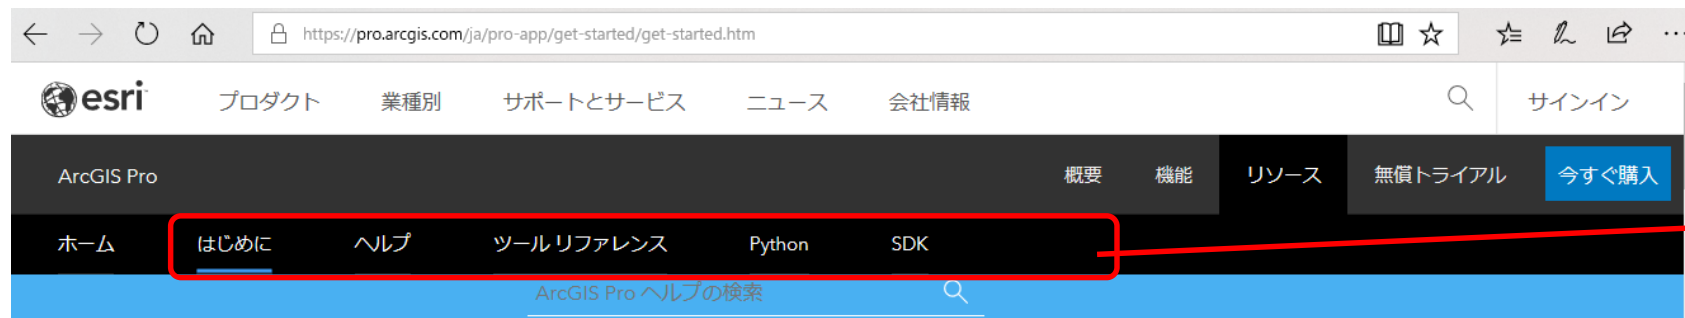 https://pro.arcgis.com/ja/pro-app/get-started/get-started.htm
esri プロダクト 業種別 サポートとサービス ニュース 会社情報 サインイン
ArcGIS Pro 概要 機能 リソース 無償トライアル 今すぐ購入
ホーム はじめに ヘルプ ツール リファレンス Python SDK
ArcGIS Pro ヘルプの検索